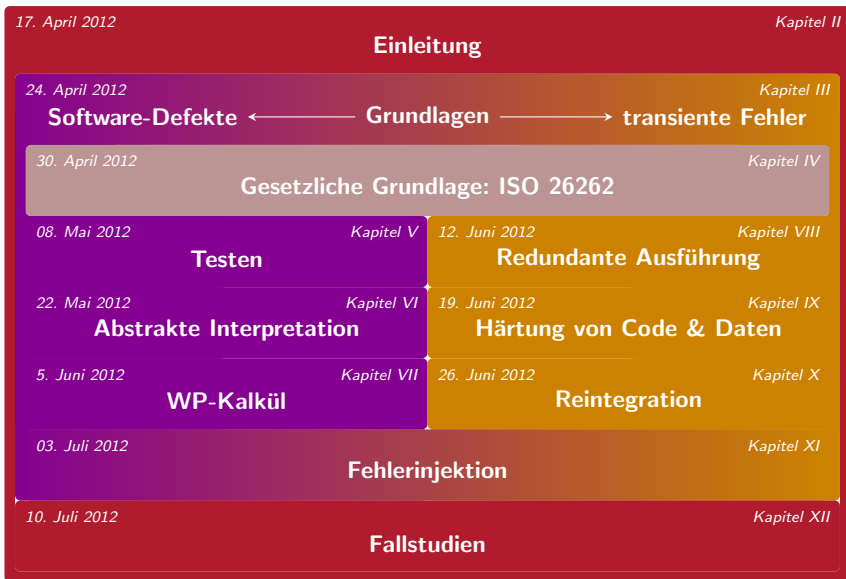 17. April 2012 Kapitel II
Einleitung
24. April 2012 Kapitel III
Software-Defekte Grundlagen transiente Fehler
30. April 2012 Kapitel IV
Gesetzliche Grundlage: ISO 26262
08. Mai 2012 Kapitel V
Testen
12. Juni 2012 Kapitel VIII
Redundante Ausführung
22. Mai 2012 Kapitel VI
Abstrakte Interpretation
19. Juni 2012 Kapitel IX
Härtung von Code & Daten
5. Juni 2012 Kapitel VII
WP-Kalkül
26. Juni 2012 Kapitel X
Reintegration
03. Juli 2012 Kapitel XI
Fehlerinjektion
10. Juli 2012 Kapitel XII
Fallstudien